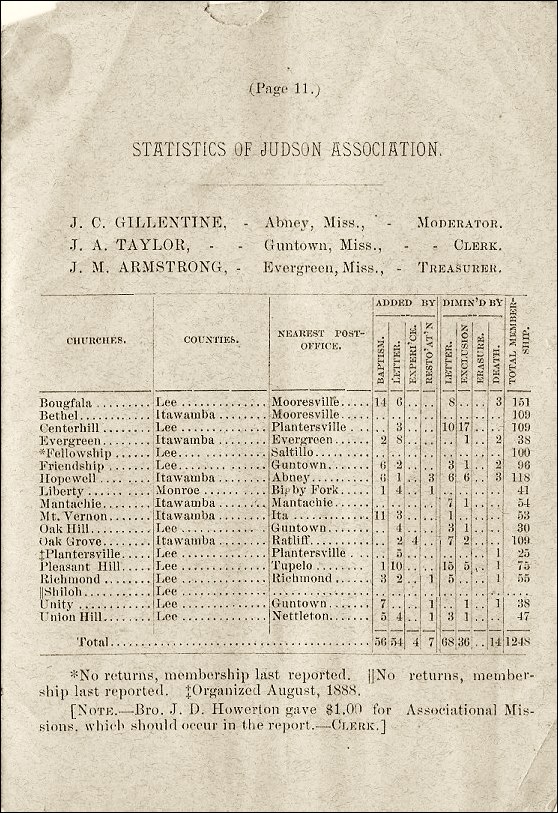 (Page 11.)
STATISTICS OF JUDSON ASSOCIATION.
J. C. GILLENTINE, - Abney, Miss., - MODERATOR.
J. A. TAYLOR, - - Guntown, Miss., - - CLERK.
J. M. ARMSTRONG, - Evergreen, Miss., - TREASURER.
CHURCHES. COUNTIES. NEAREST POST-OFFICE. ADDED BY DIMIN'D BY
BAPTISM. LETTER. EXPERI'CE. RESTO'AT'N LETTER. EXCLUSION ERASURE. DEATH. TOTAL MEMBER-SHIP.
Bougfala Lee Mooresville 14 6 .. .. 8 .. .. 3 151
Bethel Itawamba Mooresville .. .. .. .. .. .. .. .. 109
Centerhill Lee Plantersville .. 3 .. .. 10 17 .. .. 109
Evergreen Itawamba Evergreen 2 8 .. .. .. 1 .. 2 38
*Fellowship Lee Saltillo .. .. .. .. .. .. .. .. 100
Friendship Lee Guntown 6 2 .. .. 3 1 .. 2 96
Hopewell Itawamba Abney 6 1 .. 3 6 6 .. 3 118
Liberty Monroe by Fork 1 4 .. 1 .. .. .. .. 41
Mantachie Itawamba Mantachie .. .. .. .. 7 1 .. .. 54
Mt. Vernon Itawamba Ita 11 3 .. .. 1 .. .. .. 53
Oak Hill Lee Guntown .. 4 .. .. 3 1 .. .. 30
Oak Grove Itawamba Ratliff .. 2 4 .. 7 2 .. .. 109
‡Plantersville Lee Plantersville .. 5 .. .. .. .. .. 1 25
Pleasant Hill Lee Tupelo 1 10 .. .. 15 5 .. 1 75
Richmond Lee Richmond 3 2 .. 1 5 .. .. 1 55
||Shiloh Lee .. .. .. .. .. .. .. ..
Unity Lee Guntown 7 .. .. 1 .. 1 .. 1 38
Union Hill Lee Nettleton 5 4 .. 1 3 1 .. .. 47
Total 56 54 4 7 68 36 .. 14 1248
*No returns, membership last reported. ||No returns, member-
ship last reported. ‡Organized August, 1888.
[NOTE.—Bro. J. D. Howerton gave $1.00 for Associational Mis-
sions, which should occur in the report.—CLERK.]